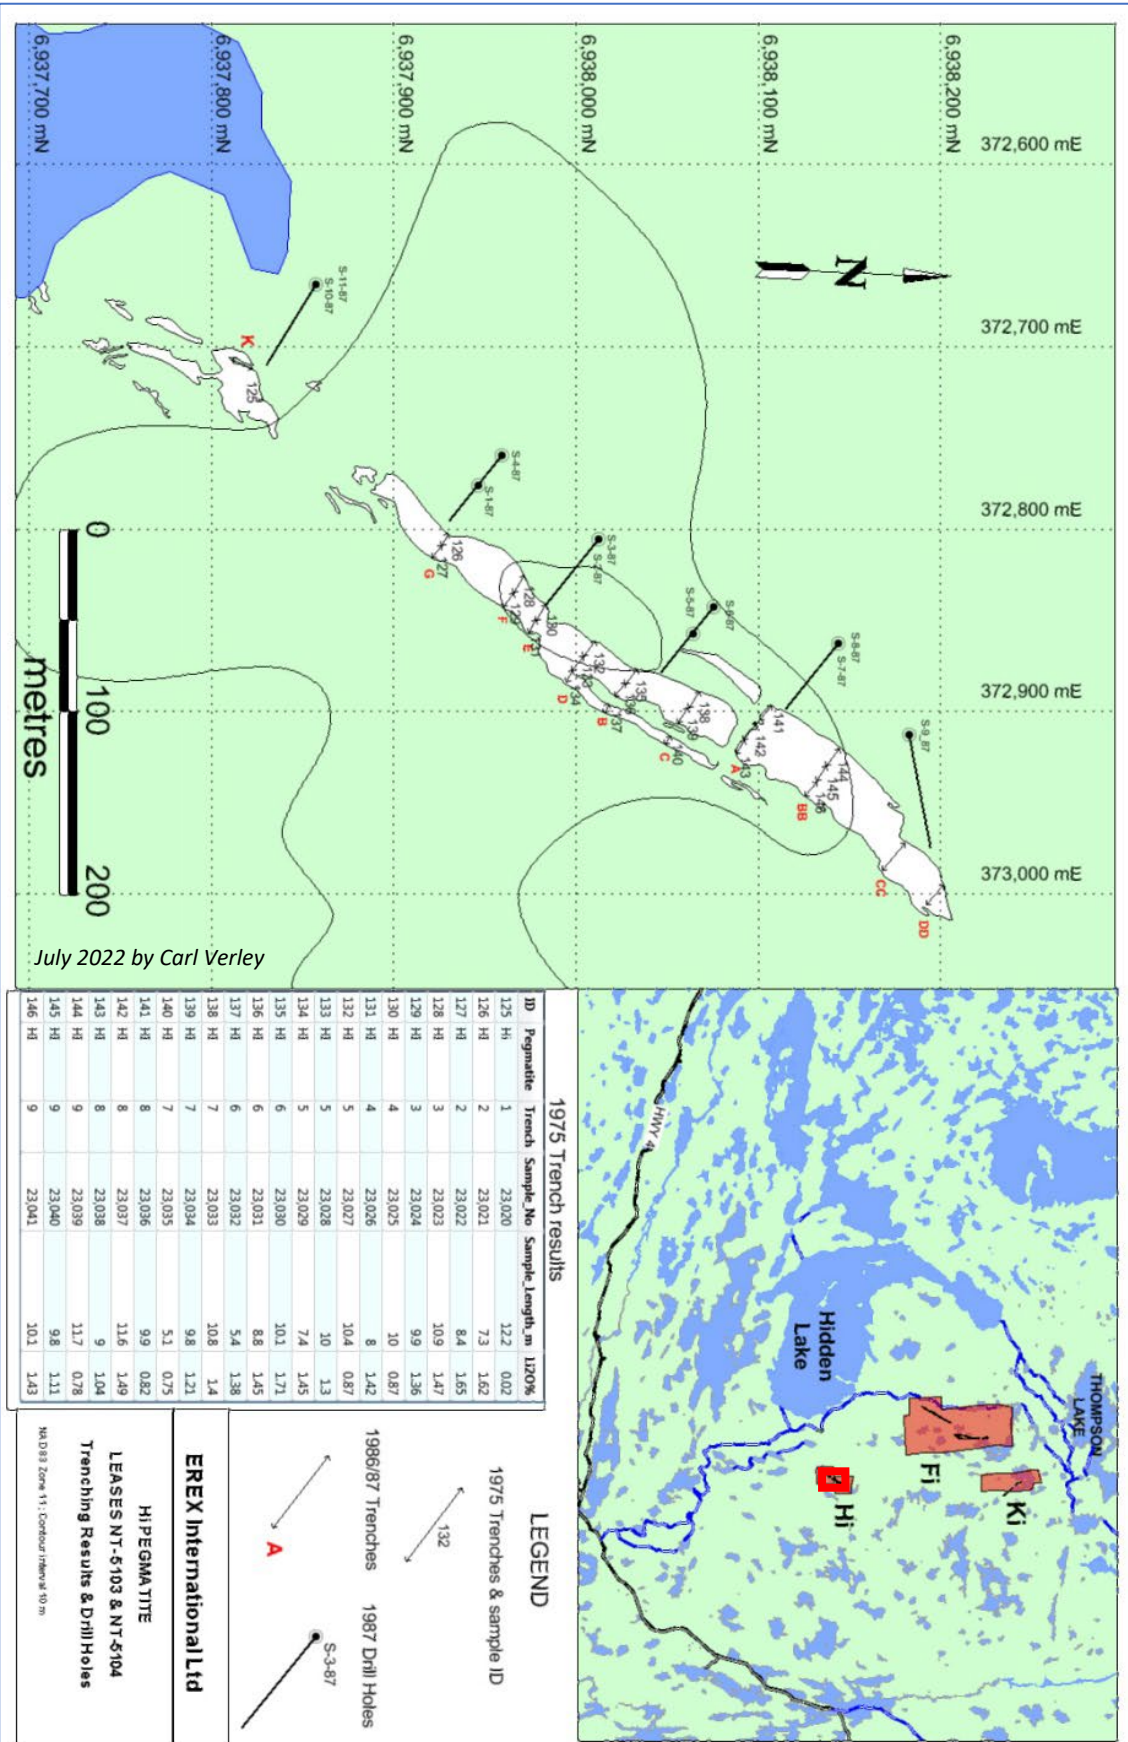 6,938,200 mN
6,938,100 mN
6,938,000 mN
6,937,900 mN
6,937,800 mN
6,937,700 mN
372,600 mE
372,700 mE
372,800 mE
372,900 mE
373,000 mE
N
S-11-87
S-10-87
K
125
S-4-87
S-1-87
126
127
G
S-3-87
128
129
F
130
131
E
132
133
134
D
S-6/87
S-5-87
135
136
137
B
138
139
140
C
S-8-87
S-7-87
141
142
143
A
144
145
146
BB
S-9_87
CC
DD
0 100 200
metres
July 2022 by Carl Verley
THOMPSON
LAKE
Hidden
Lake
HWY 4
Fi
Ki
Hi
1975 Trench results
ID Pegmatite Trench Sample_No Sample_Length_m Li20%
125 Hi 1 23,020 12.2 0.02
126 Hi 2 23,021 7.3 1.62
127 Hi 2 23,022 8.4 1.65
128 Hi 3 23,023 10.9 1.47
129 Hi 3 23,024 9.9 1.36
130 Hi 4 23,025 10 0.87
131 Hi 4 23,026 8 1.42
132 Hi 5 23,027 10.4 0.87
133 Hi 5 23,028 10 1.3
134 Hi 5 23,029 7.4 1.45
135 Hi 6 23,030 10.1 1.71
136 Hi 6 23,031 8.8 1.45
137 Hi 6 23,032 5.4 1.38
138 Hi 7 23,033 10.8 1.4
139 Hi 7 23,034 9.8 1.21
140 Hi 7 23,035 5.1 0.75
141 Hi 8 23,036 9.9 0.82
142 Hi 8 23,037 11.6 1.49
143 Hi 8 23,038 9 1.04
144 Hi 9 23,039 11.7 0.78
145 Hi 9 23,040 9.8 1.11
146 Hi 9 23,041 10.1 1.43
LEGEND
1975 Trenches & sample ID
132
1986/87 Trenches
A
1987 Drill Holes
S-3-87
EREX International Ltd
Hi PEGMATITE
LEASES NT-5103 & NT-5104
Trenching Results & Drill Holes
NAD83 Zone 11; Contour interval 10 m